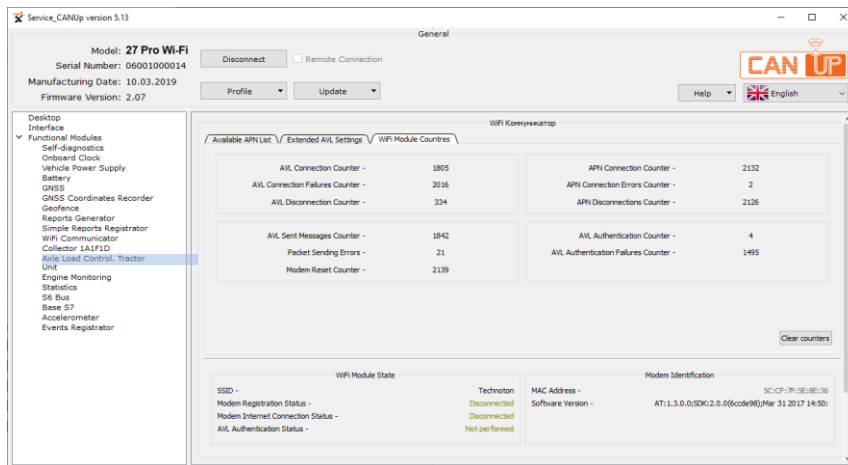 Service_CANUp version 5.13
General
Model: 27 Pro Wi-Fi
Serial Number: 06001000014
Manufacturing Date: 10.03.2019
Firmware Version: 2.07
Disconnect
Remote Connection
Profile
Update
CAN UP
Help
English
Desktop
Interface
Functional Modules
Self-diagnostics
Onboard Clock
Vehicle Power Supply
Battery
GNSS
GNSS Coordinates Recorder
Geofence
Reports Generator
Simple Reports Registrator
WiFi Communicator
Collector 1A1F1D
Axle Load Control. Tractor
Unit
Engine Monitoring
Statistics
S6 Bus
Base S7
Accelerometer
Events Registrator
WiFi Коммуникатор
Available APN List
Extended AVL Settings
WiFi Module Countres
AVL Connection Counter - 1805
AVL Connection Failures Counter - 2016
AVL Disconnection Counter - 334
APN Connection Counter - 2132
APN Connection Errors Counter - 2
APN Disconnections Counter - 2126
AVL Sent Messages Counter - 1842
Packet Sending Errors - 21
Modem Reset Counter - 2139
AVL Authentication Counter - 4
AVL Authentication Failures Counter - 1495
Clear counters
WiFi Module State
SSID - Technoton
Modem Registration Status - Disconnected
Modem Internet Connection Status - Disconnected
AVL Authentication Status - Not performed
Modem Identification
MAC Address - 5C:CF:7F:5E:8E:36
Software Version - AT:1.3.0.0;SDK:2.0.0(6ccde98);Mar 31 2017 14:50: